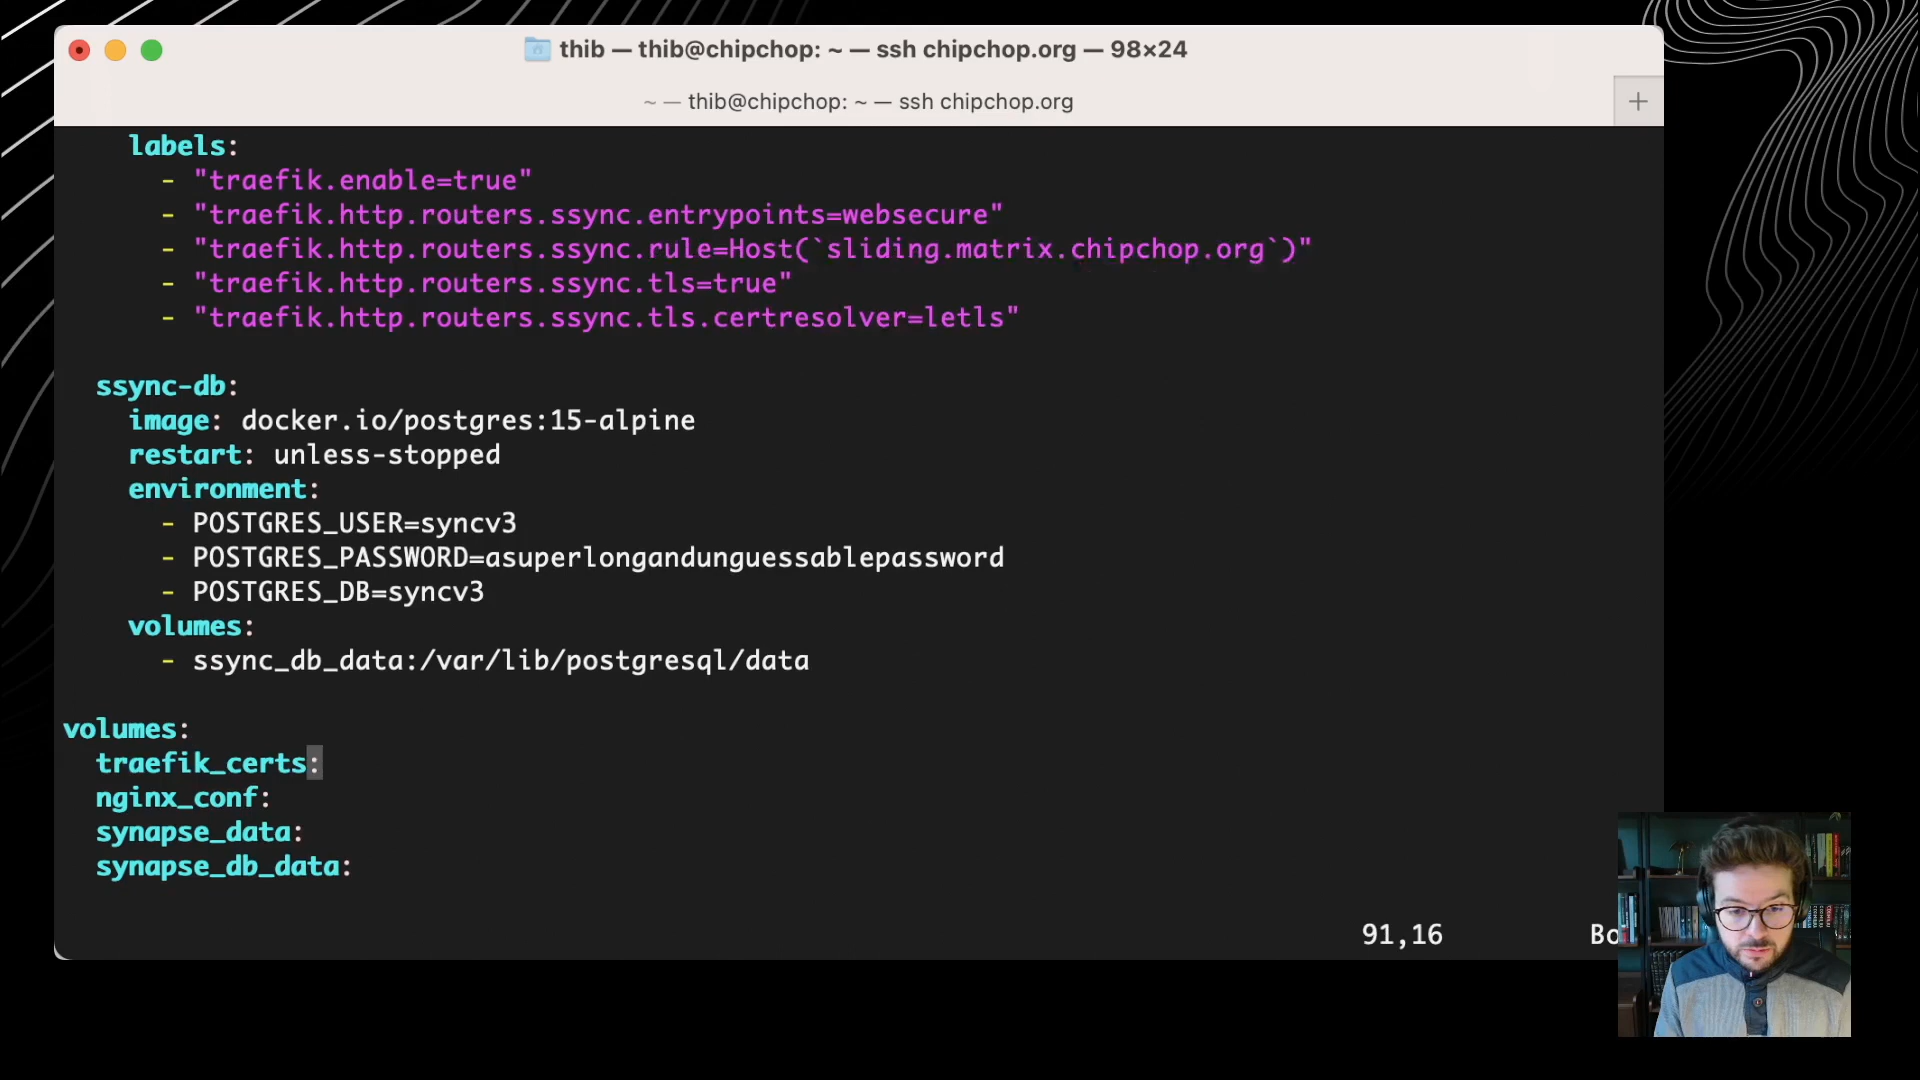 thib — thib@chipchop: ~ — ssh chipchop.org — 98×24
~ — thib@chipchop: ~ — ssh chipchop.org
+
labels:
- "traefik.enable=true"
- "traefik.http.routers.ssync.entrypoints=websecure"
- "traefik.http.routers.ssync.rule=Host(`sliding.matrix.chipchop.org`)"
- "traefik.http.routers.ssync.tls=true"
- "traefik.http.routers.ssync.tls.certresolver=letls"
ssync-db:
image: docker.io/postgres:15-alpine
restart: unless-stopped
environment:
- POSTGRES_USER=syncv3
- POSTGRES_PASSWORD=asuperlongandunguessablepassword
- POSTGRES_DB=syncv3
volumes:
- ssync_db_data:/var/lib/postgresql/data
volumes:
traefik_certs:
nginx_conf:
synapse_data:
synapse_db_data:
91,16 Bo